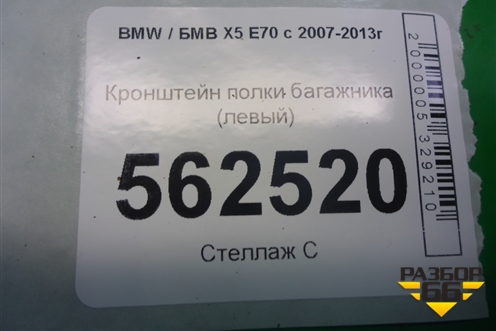 BMW / БМВ X5 E70 с 2007-2013г
Кронштейн полки багажника
(левый)
562520
Стеллаж С
2000005329210
РАЗБОР
66